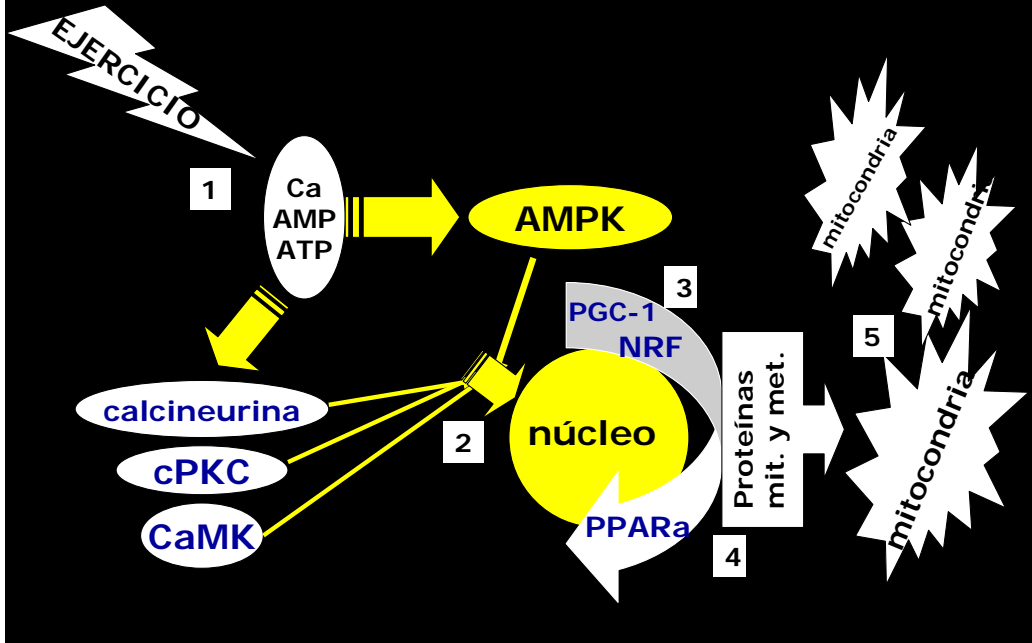 EJERCICIO
1
Ca
AMP
ATP
AMPK
calcineurina
cPKC
CaMK
2
3
PGC-1
NRF
núcleo
PPARa
4
Proteínas
mit. y met.
5
mitocondria
mitocondri
mitocondria